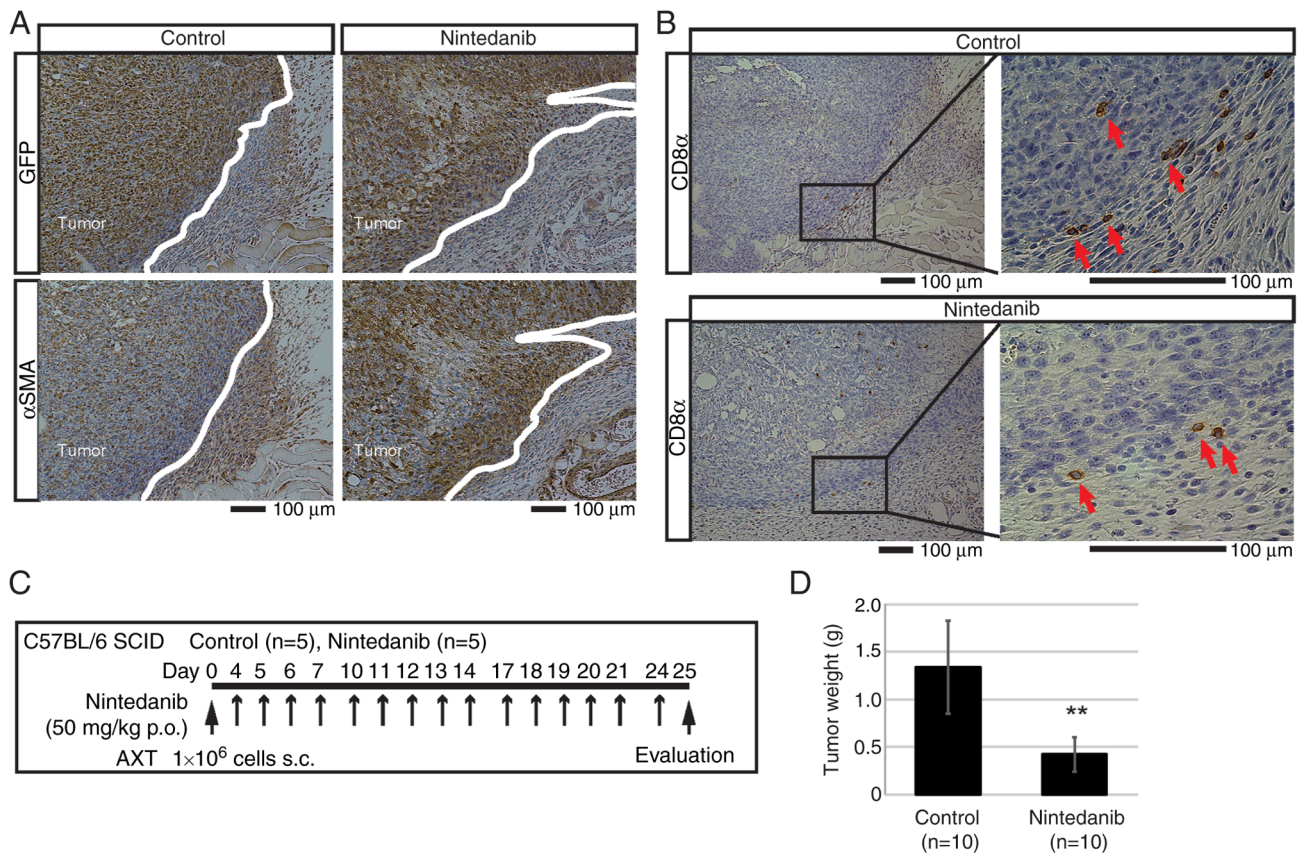 A
Control
Nintedanib
GFP
Tumor
Tumor
αSMA
Tumor
Tumor
100 μm
100 μm
B
Control
CD8α
100 μm
100 μm
Nintedanib
CD8α
100 μm
100 μm
C
C57BL/6 SCID Control (n=5), Nintedanib (n=5)
Day 0 4 5 6 7 10 11 12 13 14 17 18 19 20 21 24 25
Nintedanib
(50 mg/kg p.o.)
AXT 1×10⁶ cells s.c.
Evaluation
D
Tumor weight (g)
2.0
1.5
1.0
0.5
0
**
Control
(n=10)
Nintedanib
(n=10)